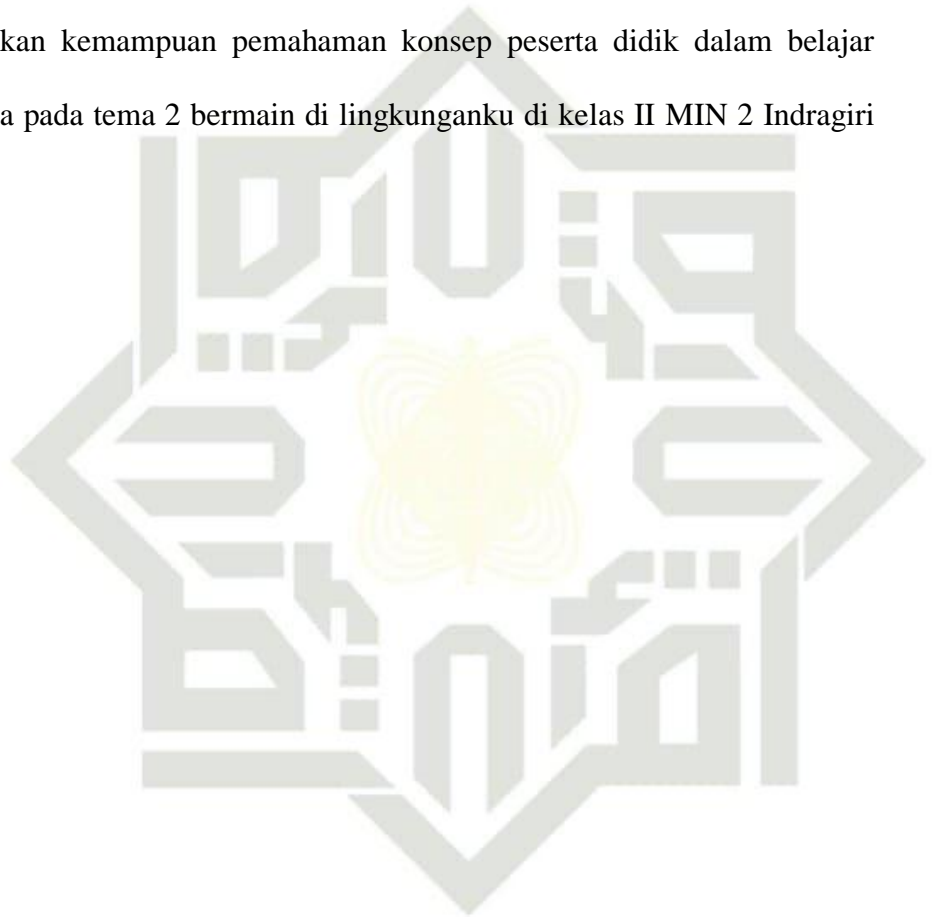 kan kemampuan pemahaman konsep peserta didik dalam belajar
a pada tema 2 bermain di lingkunganku di kelas II MIN 2 Indragiri